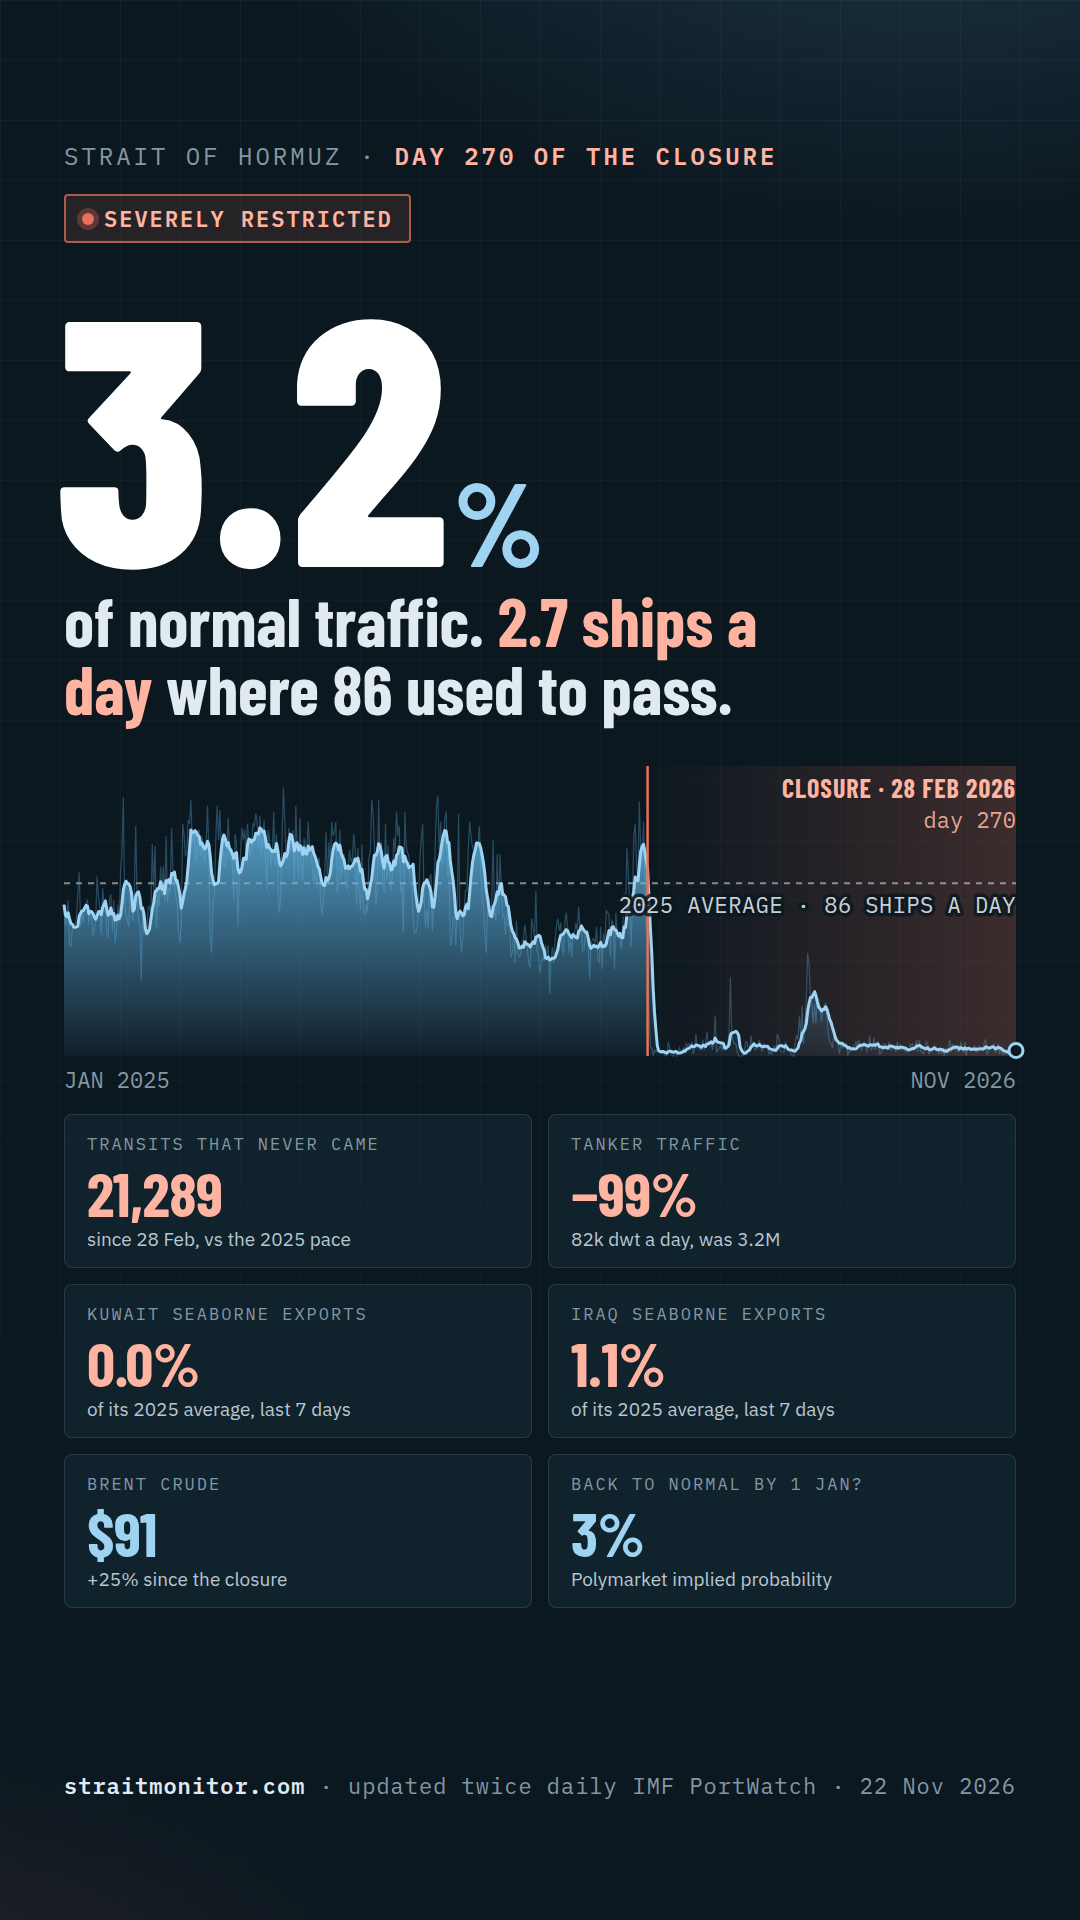 STRAIT OF HORMUZ · DAY 270 OF THE CLOSURE
SEVERELY RESTRICTED
3.2%
of normal traffic. 2.7 ships a
day where 86 used to pass.
CLOSURE · 28 FEB 2026
day 270
2025 AVERAGE · 86 SHIPS A DAY
JAN 2025 NOV 2026
TRANSITS THAT NEVER CAME
21,289
since 28 Feb, vs the 2025 pace
TANKER TRAFFIC
−99%
82k dwt a day, was 3.2M
KUWAIT SEABORNE EXPORTS
0.0%
of its 2025 average, last 7 days
IRAQ SEABORNE EXPORTS
1.1%
of its 2025 average, last 7 days
BRENT CRUDE
$91
+25% since the closure
BACK TO NORMAL BY 1 JAN?
3%
Polymarket implied probability
straitmonitor.com · updated twice daily IMF PortWatch · 22 Nov 2026